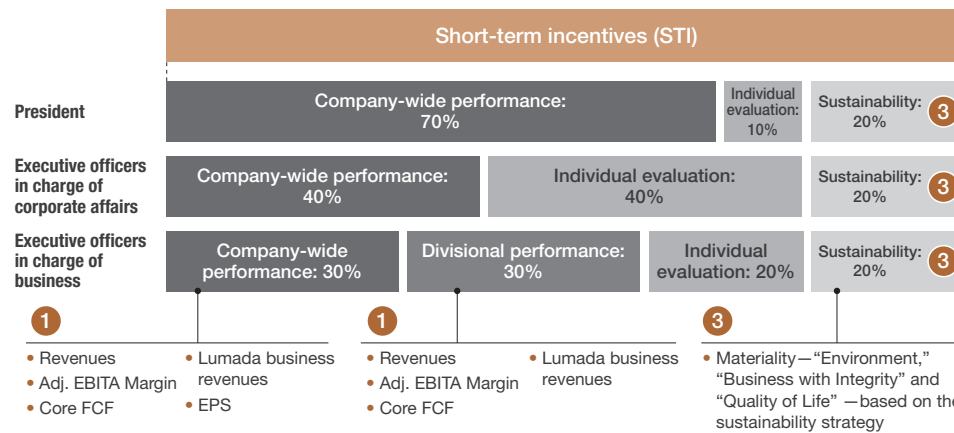 Short-term incentives (STI)
President
Company-wide performance:
70%
Individual
evaluation:
10%
Sustainability:
20%
3
Executive officers
in charge of
corporate affairs
Company-wide performance:
40%
Individual evaluation:
40%
Sustainability:
20%
3
Executive officers
in charge of
business
Company-wide
performance: 30%
Divisional performance:
30%
Individual
evaluation: 20%
Sustainability:
20%
3
1
• Revenues
• Adj. EBITA Margin
• Core FCF
• Lumada business
revenues
• EPS
1
• Revenues
• Adj. EBITA Margin
• Core FCF
• Lumada business
revenues
3
• Materiality—“Environment,”
“Business with Integrity” and
“Quality of Life” —based on the
sustainability strategy